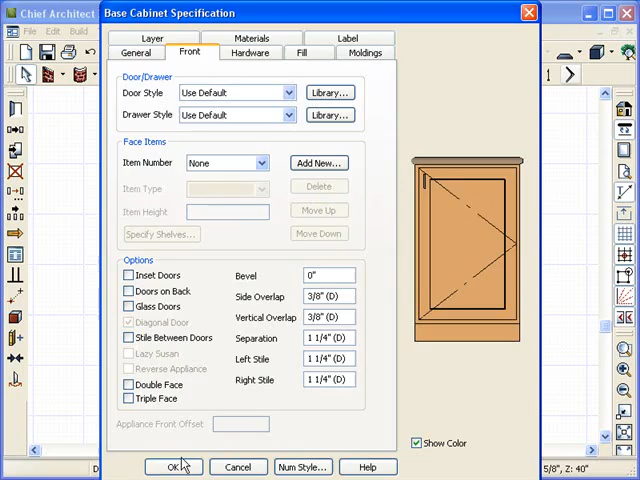 Chief Architect
Base Cabinet Specification
File Edit Build
Layer Materials Label
General Front Hardware Fill Moldings
Door/Drawer
Door Style Use Default Library...
Drawer Style Use Default Library...
Face Items
Item Number None Add New...
Item Type Delete
Item Height Move Up
Specify Shelves... Move Down
Options
Inset Doors Bevel 0"
Doors on Back Side Overlap 3/8" (D)
Glass Doors Vertical Overlap 3/8" (D)
Diagonal Door
Stile Between Doors Separation 1 1/4" (D)
Lazy Susan Left Stile 1 1/4" (D)
Reverse Appliance
Double Face Right Stile 1 1/4" (D)
Triple Face
Appliance Front Offset
Show Color
OK Cancel Num Style... Help
5/8", Z: 40"